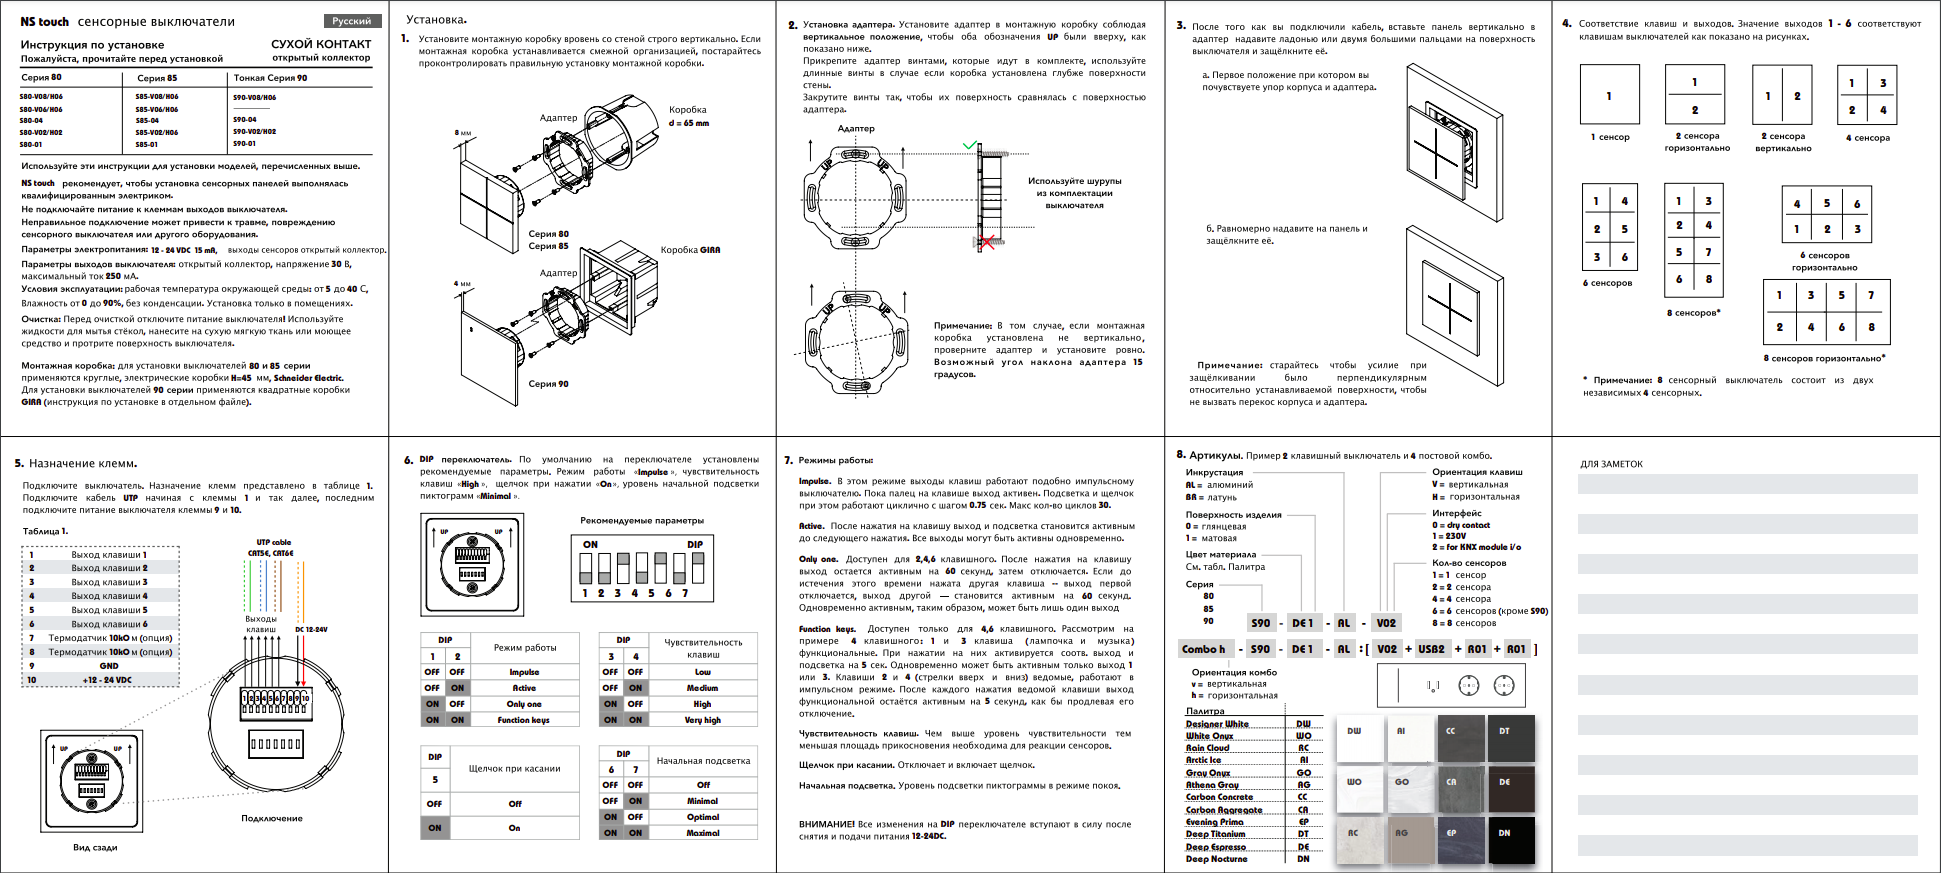 NS touch сенсорные выключатели
Русский
Инструкция по установке
Пожалуйста, прочитайте перед установкой
СУХОЙ КОНТАКТ
открытый коллектор
Серия 80 Серия 85 Тонкая Серия 90
S80-V08/H06 S85-V08/H06 S90-V08/H06
S80-V06/H06 S85-V06/H06
S80-04 S85-04 S90-04
S80-V02/H02 S85-V02/H06 S90-V02/H02
S80-01 S85-01 S90-01
Используйте эти инструкции для установки моделей, перечисленных выше.
NS touch рекомендует, чтобы установка сенсорных панелей выполнялась
квалифицированным электриком.
Не подключайте питание к клеммам выходов выключателя.
Неправильное подключение может привести к травме, повреждению
сенсорного выключателя или другого оборудования.
Параметры электропитания: 12 - 24 VDC 15 mA, выходы сенсоров открытый коллектор.
Параметры выходов выключателя: открытый коллектор, напряжение 30 В,
максимальный ток 250 мА.
Условия эксплуатации: рабочая температура окружающей среды: от 5 до 40 С,
Влажность от 0 до 90%, без конденсации. Установка только в помещениях.
Очистка: Перед очисткой отключите питание выключателя! Используйте
жидкости для мытья стёкол, нанесите на сухую мягкую ткань или моющее
средство и протрите поверхность выключателя.
Монтажная коробка: для установки выключателей 80 и 85 серии
применяются круглые, электрические коробки H=45 мм, Schneider Electric.
Для установки выключателей 90 серии применяются квадратные коробки
GIRA (инструкция по установке в отдельном файле).
Установка.
1. Установите монтажную коробку вровень со стеной строго вертикально. Если
монтажная коробка устанавливается смежной организацией, постарайтесь
проконтролировать правильную установку монтажной коробки.
Коробка
d = 65 mm
Адаптер
8 мм
Серия 80
Серия 85
Коробка GIRA
Адаптер
4 мм
Серия 90
2. Установка адаптера. Установите адаптер в монтажную коробку соблюдая
вертикальное положение, чтобы оба обозначения UP были вверху, как
показано ниже.
Прикрепите адаптер винтами, которые идут в комплекте, используйте
длинные винты в случае если коробка установлена глубже поверхности
стены.
Закрутите винты так, чтобы их поверхность сравнялась с поверхностью
адаптера.
Адаптер
UP UP
Используйте шурупы
из комплектации
выключателя
UP UP
Примечание: В том случае, если монтажная
коробка установлена не вертикально,
проверните адаптер и установите ровно.
Возможный угол наклона адаптера 15
градусов.
3. После того как вы подключили кабель, вставьте панель вертикально в
адаптер надавите ладонью или двумя большими пальцами на поверхность
выключателя и защёлкните её.
а. Первое положение при котором вы
почувствуете упор корпуса и адаптера.
б. Равномерно надавите на панель и
защёлкните её.
Примечание: старайтесь чтобы усилие при
защёлкивании было перпендикулярным
относительно устанавливаемой поверхности, чтобы
не вызвать перекос корпуса и адаптера.
4. Соответствие клавиш и выходов. Значение выходов 1 - 6 соответствуют
клавишам выключателей как показано на рисунках.
1
1
2
1 2
1 3
2 4
1 сенсор
2 сенсора
горизонтально
2 сенсора
вертикально
4 сенсора
1 4
2 5
3 6
6 сенсоров
1 3
2 4
5 7
6 8
8 сенсоров*
4 5 6
1 2 3
6 сенсоров
горизонтально
1 3 5 7
2 4 6 8
8 сенсоров горизонтально*
* Примечание: 8 сенсорный выключатель состоит из двух
независимых 4 сенсорных.
5. Назначение клемм.
Подключите выключатель. Назначение клемм представлено в таблице 1.
Подключите кабель UTP начиная с клеммы 1 и так далее, последним
подключите питание выключателя клеммы 9 и 10.
Таблица 1.
1 Выход клавиши 1
2 Выход клавиши 2
3 Выход клавиши 3
4 Выход клавиши 4
5 Выход клавиши 5
6 Выход клавиши 6
7 Термодатчик 10kОм (опция)
8 Термодатчик 10kОм (опция)
9 GND
10 +12 - 24 VDC
UTP cable
CAT5E, CAT6E
Выходы
клавиш
DC 12-24V
1 2 3 4 5 6 7 8 9 10
UP UP
Подключение
Вид сзади
6. DIP переключатель. По умолчанию на переключателе установлены
рекомендуемые параметры. Режим работы «Impulse», чувствительность
клавиш «High», щелчок при нажатии «On», уровень начальной подсветки
пиктограмм «Minimal».
UP UP
Рекомендуемые параметры
ON DIP
1 2 3 4 5 6 7
DIP Режим работы
1 2
OFF OFF Impulse
OFF ON Active
ON OFF Only one
ON ON Function keys
DIP Чувствительность
клавиш
3 4
OFF OFF Low
OFF ON Medium
ON OFF High
ON ON Very high
DIP Щелчок при касании
5
OFF Off
ON On
DIP Начальная подсветка
6 7
OFF OFF Off
OFF ON Minimal
ON OFF Optimal
ON ON Maximal
7. Режимы работы:
Impulse. В этом режиме выходы клавиш работают подобно импульсному
выключателю. Пока палец на клавише выход активен. Подсветка и щелчок
при этом работают циклично с шагом 0.75 сек. Макс кол-во циклов 30.
Active. После нажатия на клавишу выход и подсветка становится активным
до следующего нажатия. Все выходы могут быть активны одновременно.
Only one. Доступен для 2,4,6 клавишного. После нажатия на клавишу
выход остается активным на 60 секунд, затем отключается. Если до
истечения этого времени нажата другая клавиша -- выход первой
отключается, выход другой — становится активным на 60 секунд.
Одновременно активным, таким образом, может быть лишь один выход
Function keys. Доступен только для 4,6 клавишного. Рассмотрим на
примере 4 клавишного: 1 и 3 клавиша (лампочка и музыка)
функциональные. При нажатии на них активируется соотв. выход и
подсветка на 5 сек. Одновременно может быть активным только выход 1
или 3. Клавиши 2 и 4 (стрелки вверх и вниз) ведомые, работают в
импульсном режиме. После каждого нажатия ведомой клавиши выход
функциональной остаётся активным на 5 секунд, как бы продлевая его
отключение.
Чувствительность клавиш. Чем выше уровень чувствительности тем
меньшая площадь прикосновения необходима для реакции сенсоров.
Щелчок при касании. Отключает и включает щелчок.
Начальная подсветка. Уровень подсветки пиктограммы в режиме покоя.
ВНИМАНИЕ! Все изменения на DIP переключателе вступают в силу после
снятия и подачи питания 12-24DC.
8. Артикулы. Пример 2 клавишный выключатель и 4 постовой комбо.
Инкрустация
AL = алюминий
BR = латунь
Поверхность изделия
0 = глянцевая
1 = матовая
Цвет материала
См. табл. Палитра
Серия
80
85
90
Ориентация клавиш
V = вертикальная
H = горизонтальная
Интерфейс
0 = dry contact
1 = 230V
2 = for KNX module i/o
Кол-во сенсоров
1 = 1 сенсор
2 = 2 сенсора
4 = 4 сенсора
6 = 6 сенсоров (кроме S90)
8 = 8 сенсоров
S90 - DE 1 - AL - V02
Combo h - S90 - DE 1 - AL : [ V02 + USB2 + R01 + R01 ]
Ориентация комбо
v = вертикальная
h = горизонтальная
Палитра
Designer White DW
White Onyx WO
Rain Cloud RC
Arctic Ice AI
Gray Onyx GO
Athena Gray AG
Carbon Concrete CC
Carbon Aggregate CA
Evening Prima EP
Deep Titanium DT
Deep Espresso DE
Deep Nocturne DN
DW AI CC DT
WO GO CA DE
RC AG EP DN
ДЛЯ ЗАМЕТОК